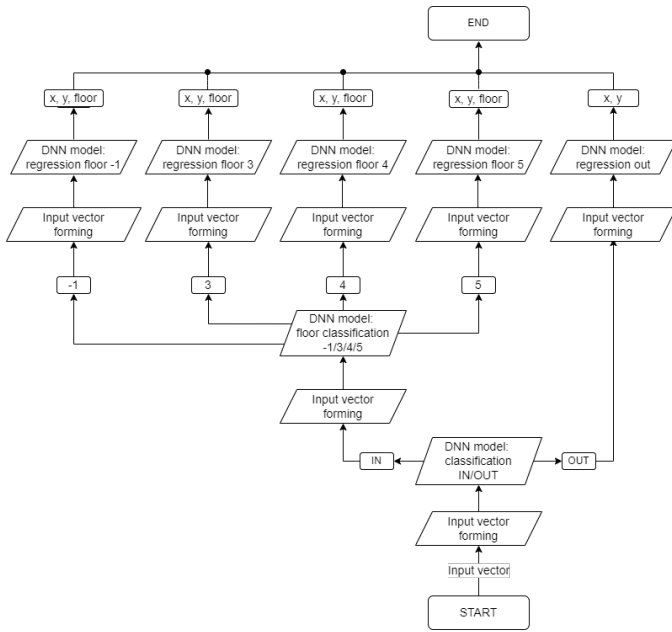 END
x, y, floor
x, y, floor
x, y, floor
x, y, floor
x, y
DNN model:
regression floor -1
DNN model:
regression floor 3
DNN model:
regression floor 4
DNN model:
regression floor 5
DNN model:
regression out
Input vector
forming
Input vector
forming
Input vector
forming
Input vector
forming
Input vector
forming
-1
3
4
5
DNN model:
floor classification
-1/3/4/5
Input vector
forming
IN
DNN model:
classification
IN/OUT
OUT
Input vector
forming
Input vector
START